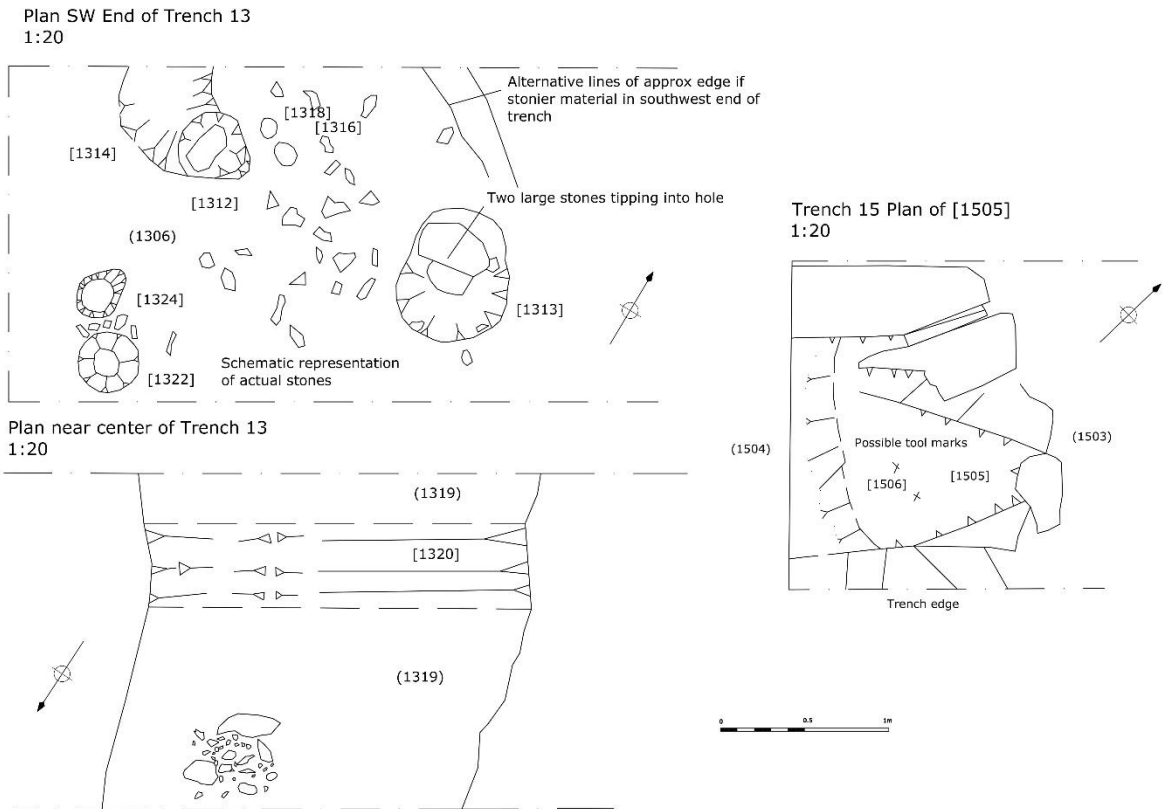 Plan SW End of Trench 13
1:20
Alternative lines of approx edge if
stonier material in southwest end of
trench
[1318]
[1316]
[1314]
[1312]
Two large stones tipping into hole
(1306)
[1324]
[1313]
Schematic representation
of actual stones
[1322]
Plan near center of Trench 13
1:20
(1319)
[1320]
(1319)
Trench 15 Plan of [1505]
1:20
(1504)
Possible tool marks
(1503)
[1506]
[1505]
Trench edge
0 0.5 1m